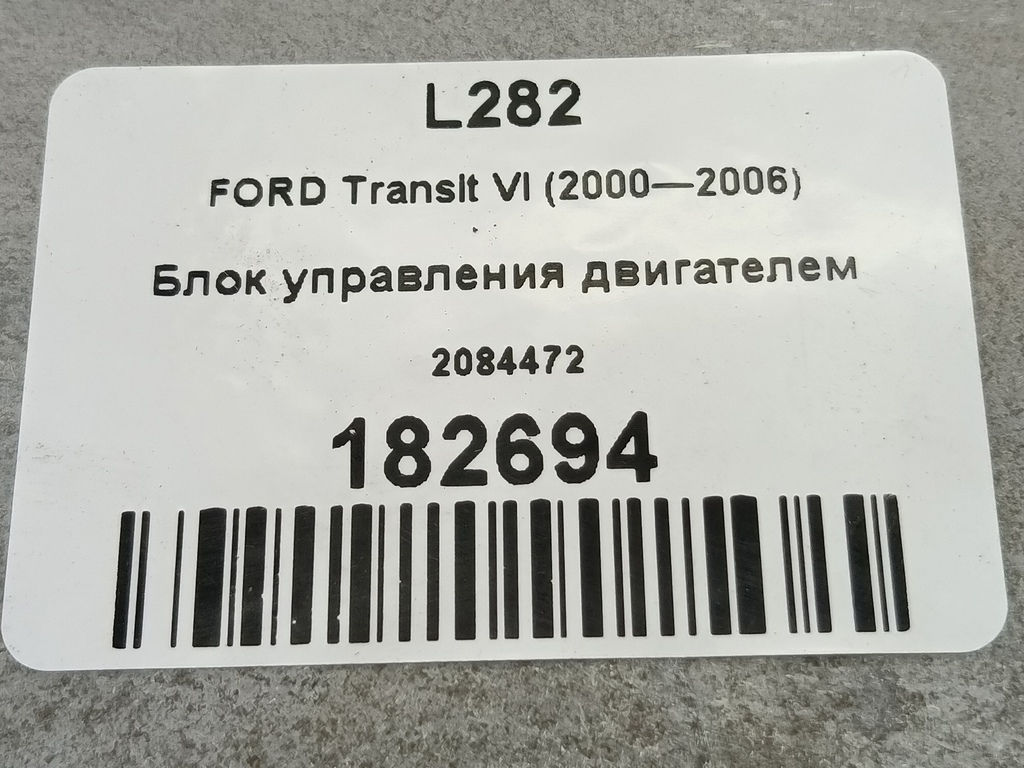 L282
FORD Transit VI (2000—2006)
Блок управления двигателем
2084472
182694